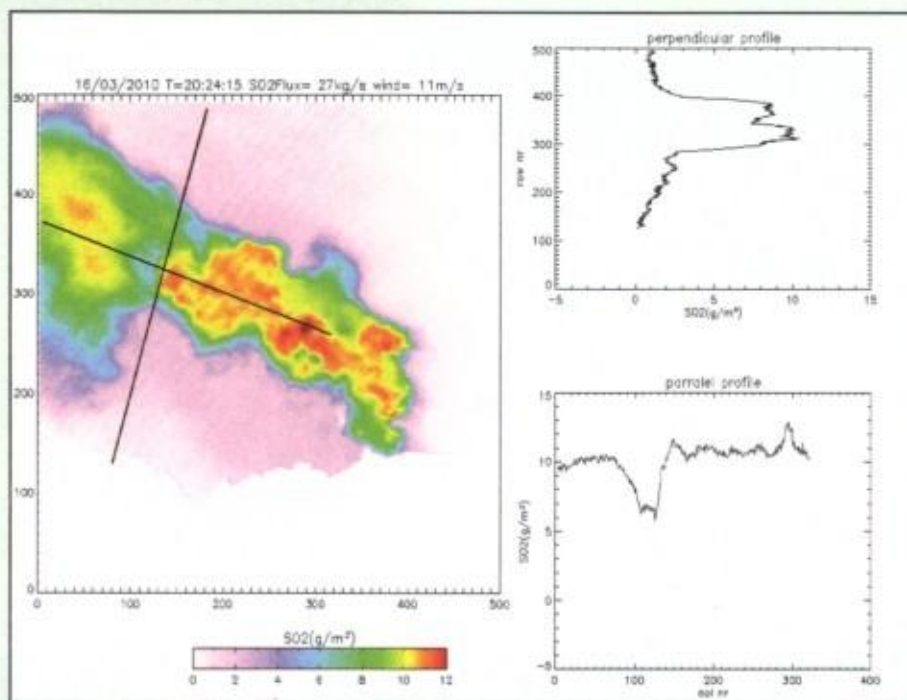 16/03/2010 T=20:24:15 SO2Flux= 27kg/s wind= 11m/s
500
400
300
200
100
0
0 100 200 300 400 500
SO2(g/m²)
0 2 4 6 8 10 12
perpendicular profile
500
400
300
200
100
0
row nr
-5 0 5 10 15
SO2(g/m²)
parralel profile
15
10
5
0
-5
SO2(g/m²)
0 100 200 300 400
col nr